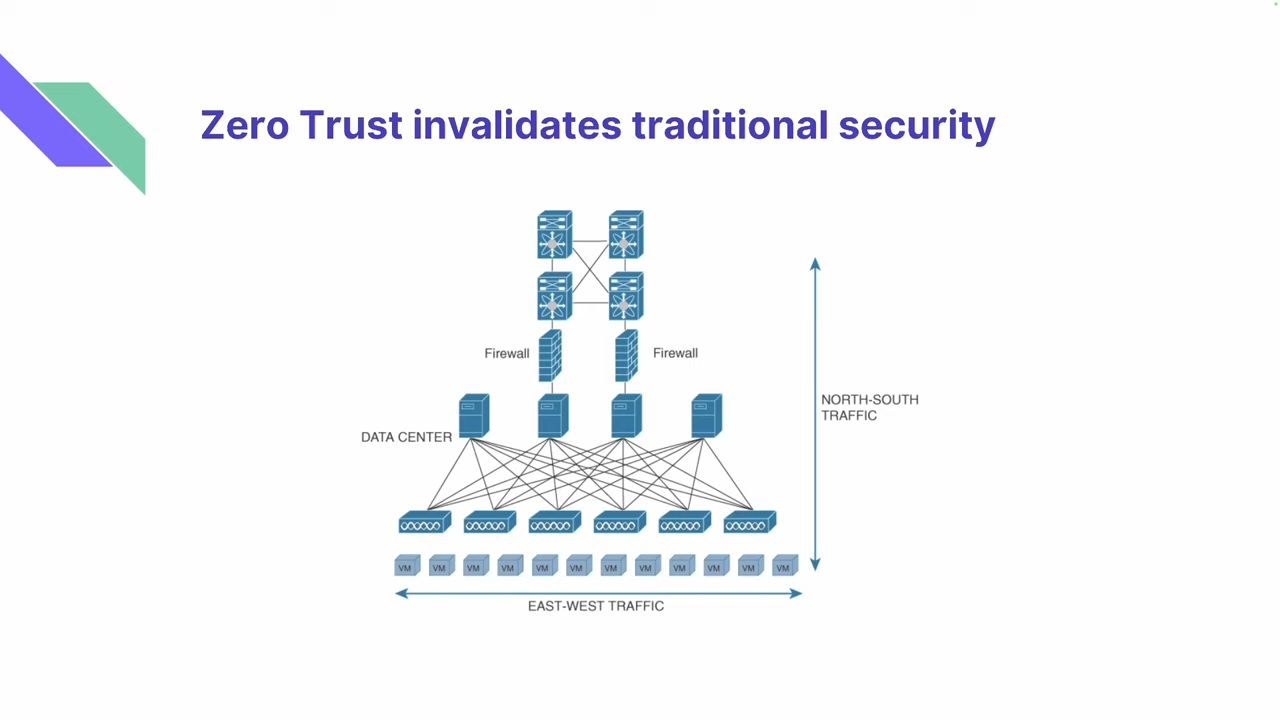 Zero Trust invalidates traditional security
Firewall
Firewall
NORTH-SOUTH
TRAFFIC
DATA CENTER
VM VM VM VM VM VM VM VM VM VM VM VM
EAST-WEST TRAFFIC